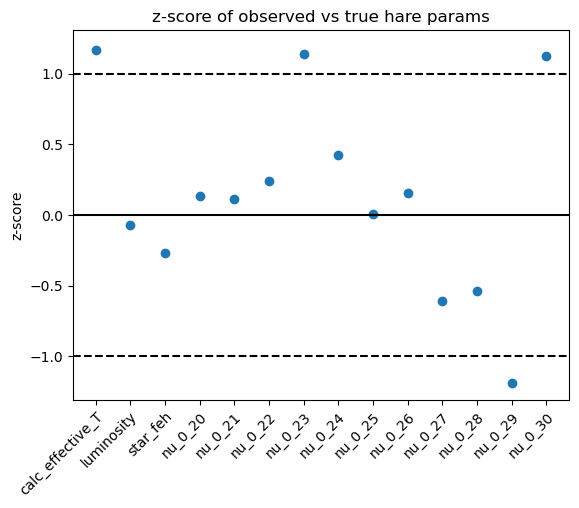 z-score of observed vs true hare params
z-score
1.0
0.5
0.0
−0.5
−1.0
calc_effective_T
luminosity
star_feh
nu_0_20
nu_0_21
nu_0_22
nu_0_23
nu_0_24
nu_0_25
nu_0_26
nu_0_27
nu_0_28
nu_0_29
nu_0_30